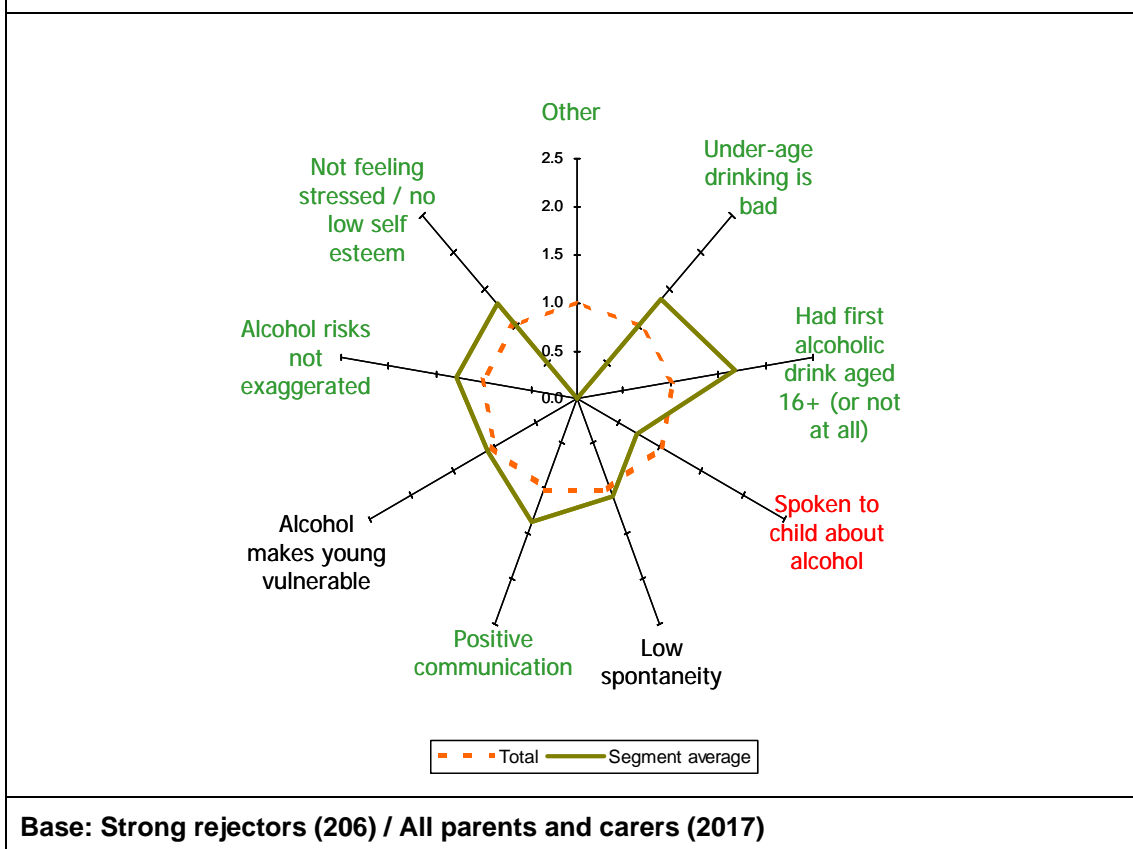 Other
Under-age
drinking is
bad
Not feeling
stressed / no
low self
esteem
2.5
2.0
1.5
1.0
0.5
0.0
Had first
alcoholic
drink aged
16+ (or not
at all)
Alcohol risks
not
exaggerated
Spoken to
child about
alcohol
Alcohol
makes young
vulnerable
Positive
communication
Low
spontaneity
Total
Segment average
Base: Strong rejectors (206) / All parents and carers (2017)